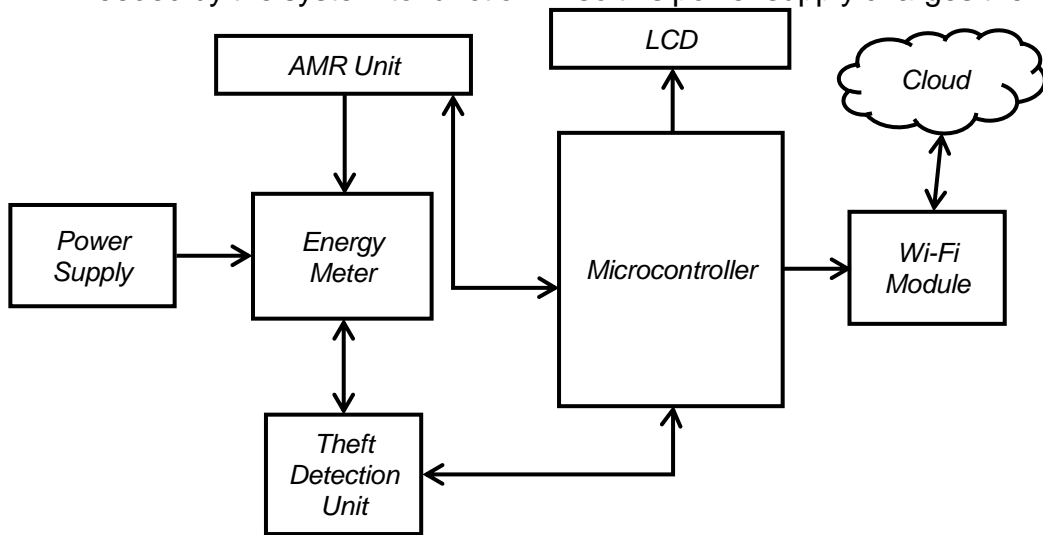 LCD
AMR Unit
Cloud
Power
Supply
Energy
Meter
Microcontroller
Wi-Fi
Module
Theft
Detection
Unit